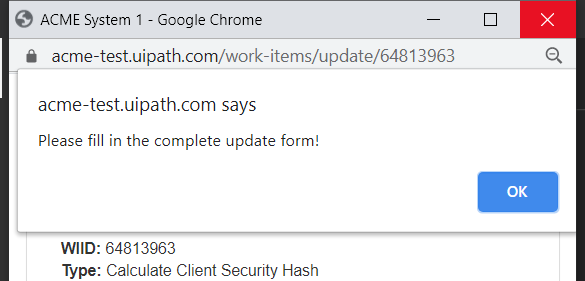 ACME System 1 - Google Chrome
acme-test.uipath.com/work-items/update/64813963
acme-test.uipath.com says
Please fill in the complete update form!
OK
WIID: 64813963
Type: Calculate Client Security Hash